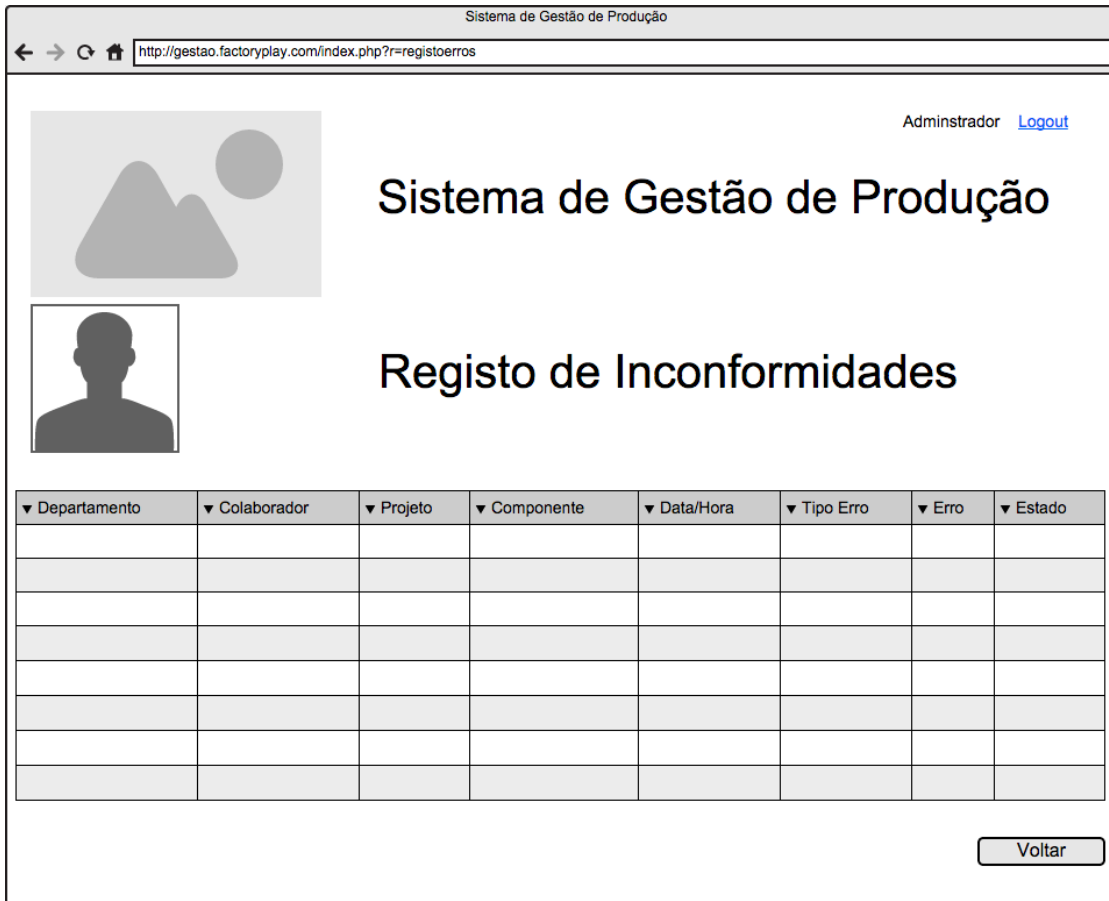 Sistema de Gestão de Produção
http://gestao.factoryplay.com/index.php?r=registoerros
Adminstrador Logout
Sistema de Gestão de Produção
Registo de Inconformidades
▼ Departamento ▼ Colaborador ▼ Projeto ▼ Componente ▼ Data/Hora ▼ Tipo Erro ▼ Erro ▼ Estado
Voltar